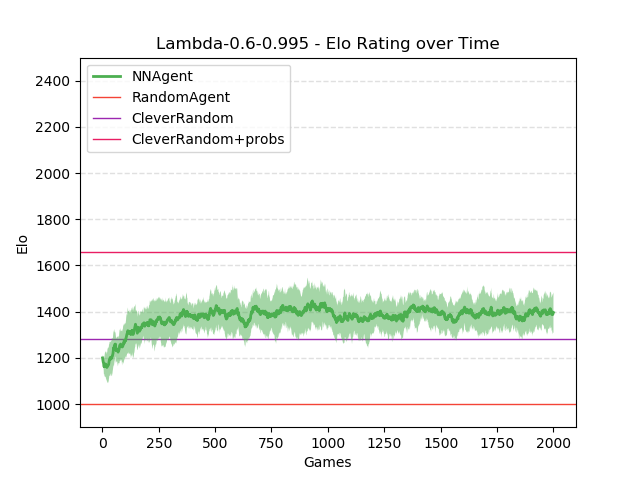 Lambda-0.6-0.995 - Elo Rating over Time
NNAgent
RandomAgent
CleverRandom
CleverRandom+probs
2400
2200
2000
1800
1600
1400
1200
1000
Elo
0 250 500 750 1000 1250 1500 1750 2000
Games